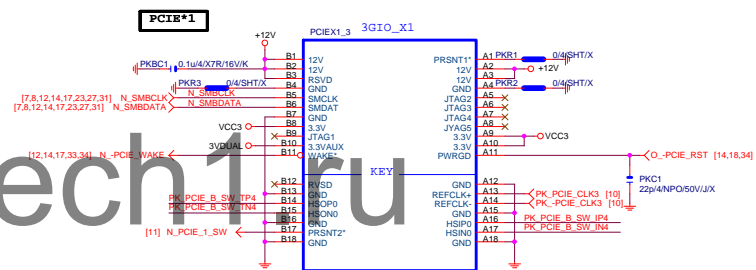 PCIE*1
PCIEX1_3
3GIO_X1
+12V
PKBC1
0.1u/4/X7R/16V/K
PKR3
0/4/SHT/X
[7,8,12,14,17,23,27,31]
N_SMBCLK
[7,8,12,14,17,23,27,31]
N_SMBDATA
N_SMBCLK
N_SMBDATA
VCC3
3VDUAL
[12,14,17,33,34]
N_-PCIE_WAKE
PK_PCIE_B_SW_TP4
PK_PCIE_B_SW_TN4
[11]
N_PCIE_1_SW
B1 12V
B2 12V
B3 RSVD
B4 GND
B5 SMCLK
B6 SMDAT
B7 GND
B8 3.3V
B9 JTAG1
B10 3.3VAUX
B11 WAKE*
KEY
B12 RVSD
B13 GND
B14 HSOP0
B15 HSON0
B16 GND
B17 PRSNT2*
B18 GND
PRSNT1* A1
12V A2
12V A3
GND A4
JTAG2 A5
JTAG3 A6
JTAG4 A7
JYAG5 A8
3.3V A9
3.3V A10
PWRGD A11
GND A12
REFCLK+ A13
REFCLK- A14
GND A15
HSIP0 A16
HSIN0 A17
GND A18
PKR1
0/4/SHT/X
+12V
PKR2
0/4/SHT/X
VCC3
O_-PCIE_RST
[14,18,34]
PKC1
22p/4/NPO/50V/J/X
PK_PCIE_CLK3 [10]
PK_-PCIE_CLK3 [10]
PK_PCIE_B_SW_IP4
PK_PCIE_B_SW_IN4
ech1.ru